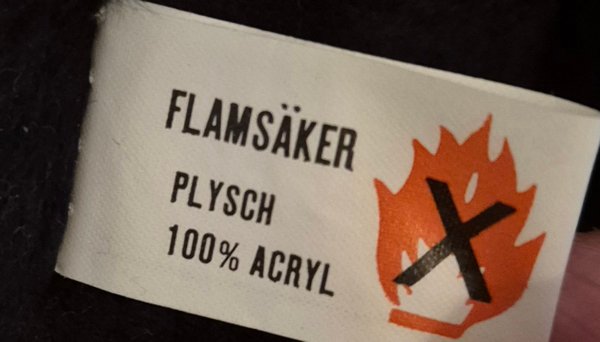 FLAMSÄKER
PLYSCH
100% ACRYL